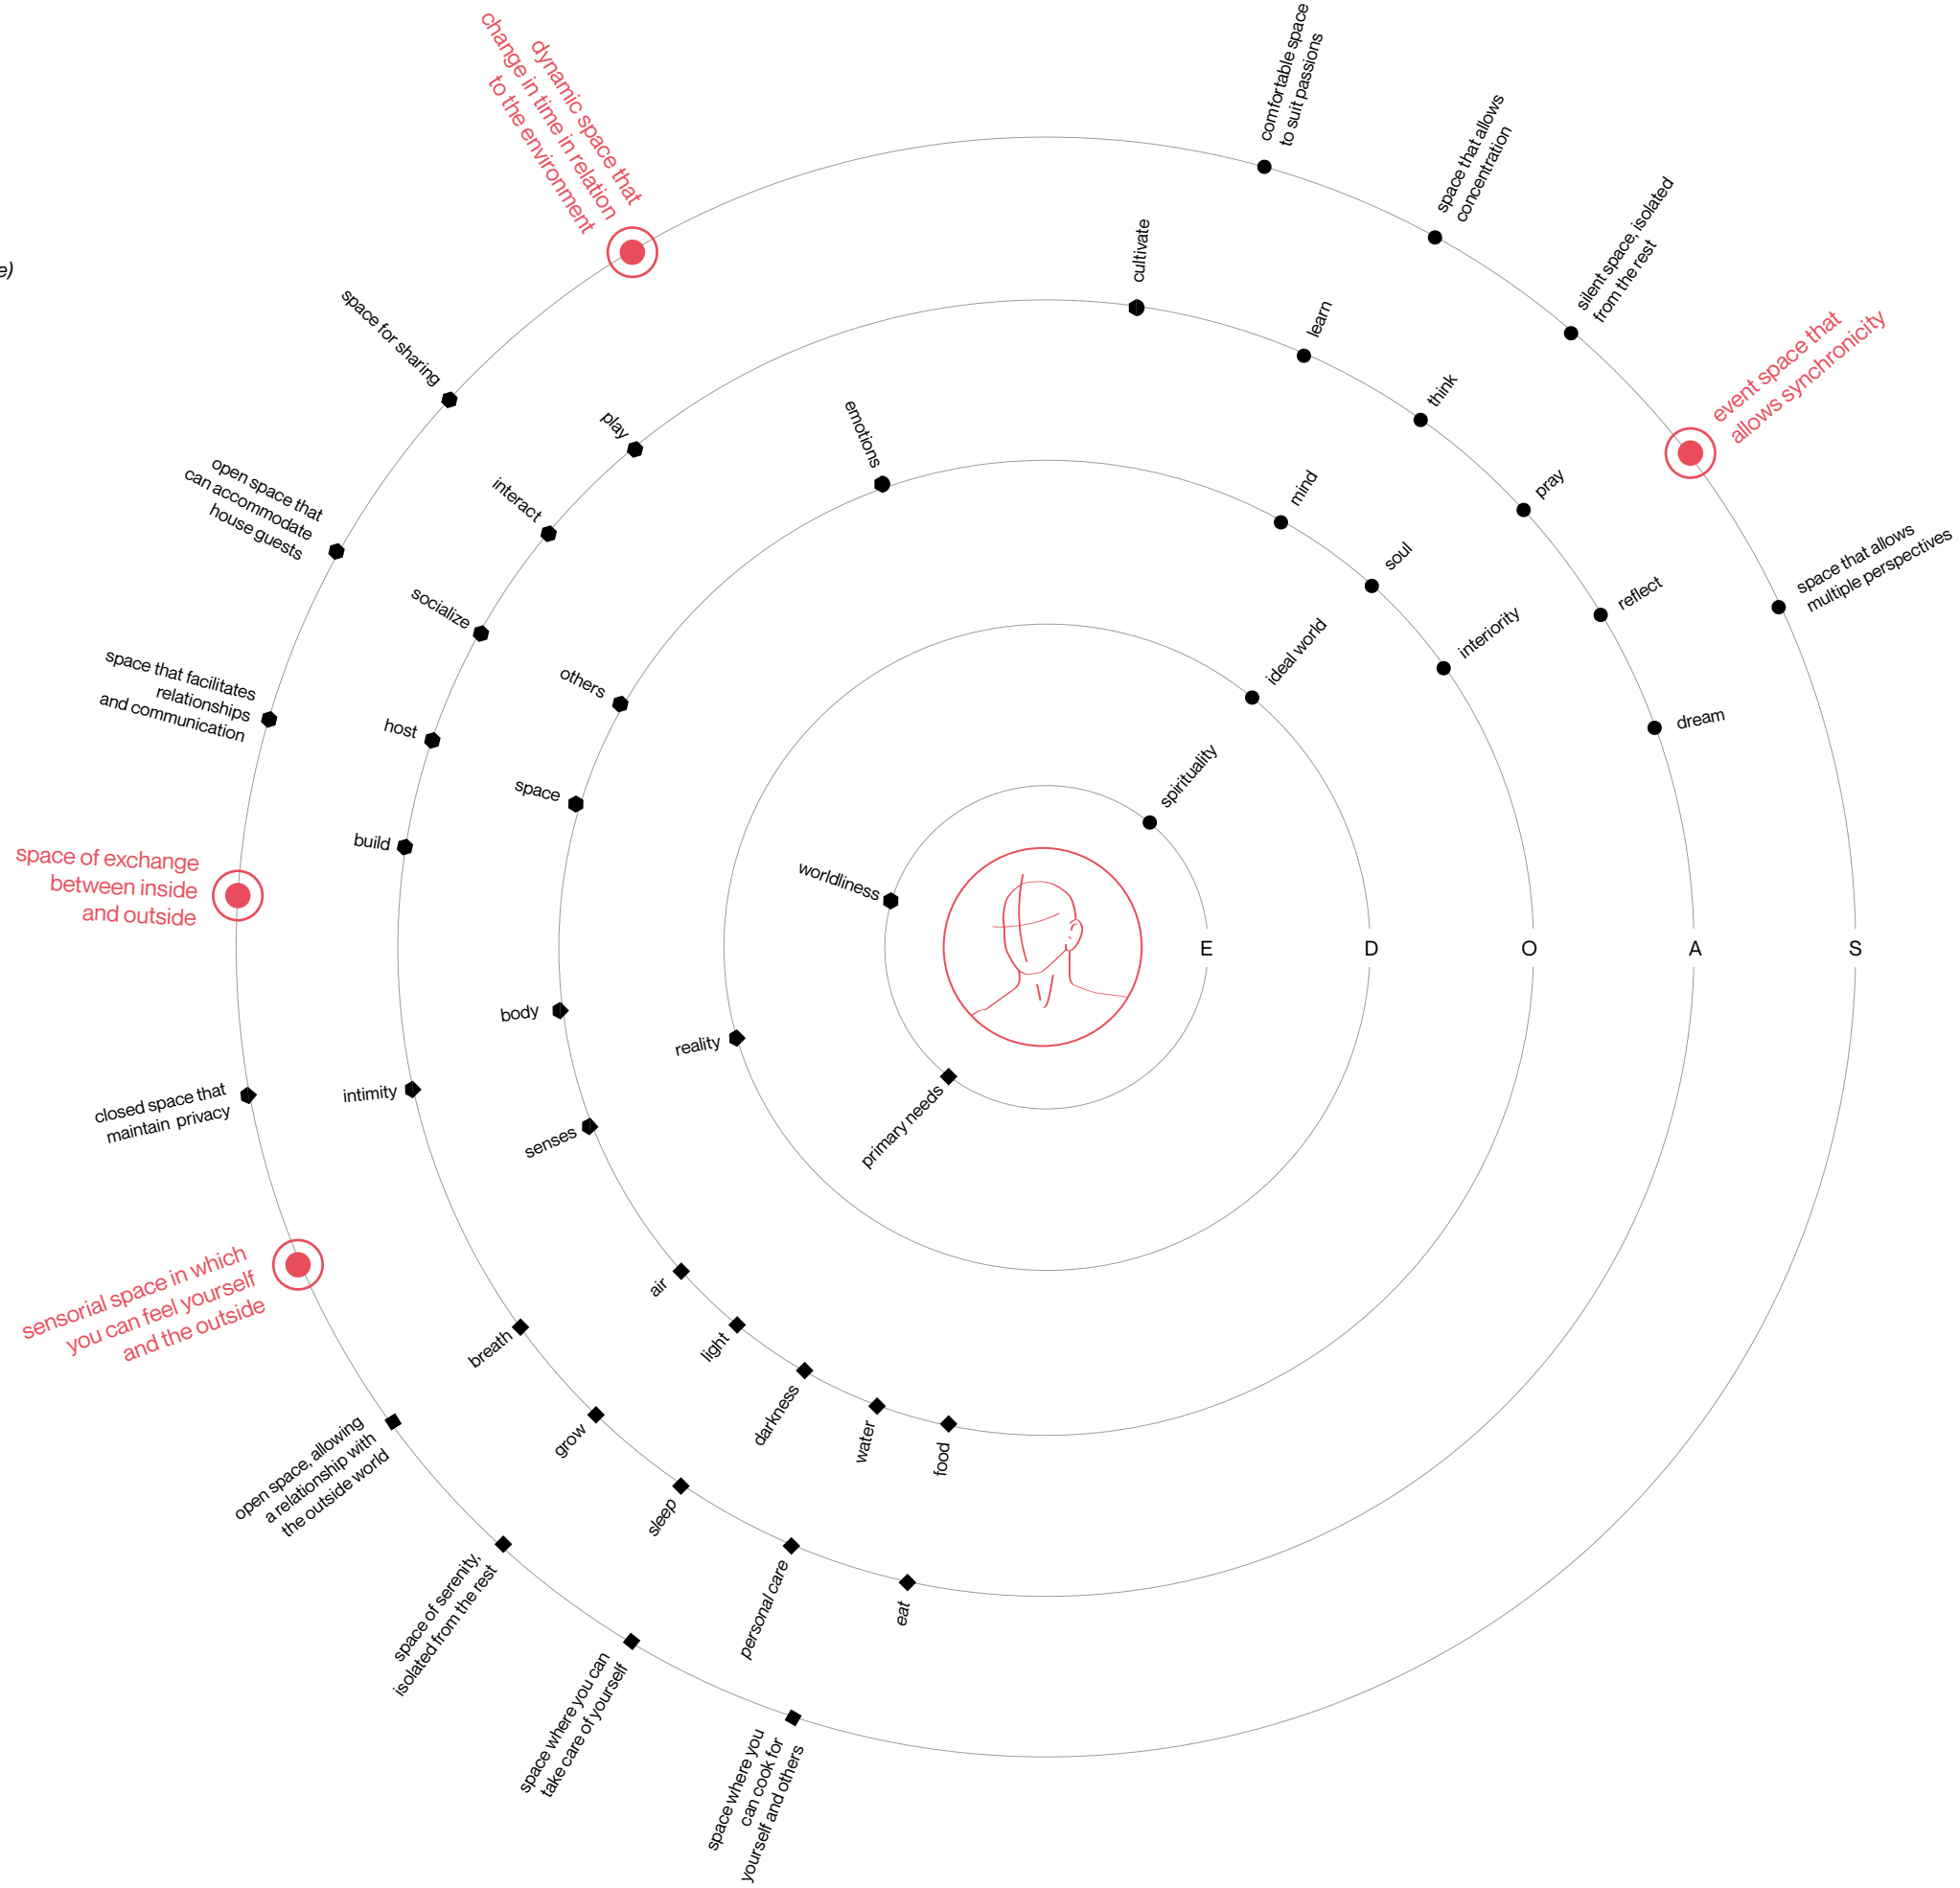 e)
dynamic space that
change in time in relation
to the environment
comfortable space
to suit passions
space that allows
concentration
silent space, isolated
from the rest
event space that
allows synchronicity
space that allows
multiple perspectives
space for sharing
open space that
can accommodate
house guests
space that facilitates
relationships
and communication
space of exchange
between inside
and outside
closed space that
maintain privacy
sensorial space in which
you can feel yourself
and the outside
open space, allowing
a relationship with
the outside world
space of serenity,
isolated from the rest
space where you can
take care of yourself
space where you
can cook for
yourself and others
cultivate
learn
think
pray
reflect
dream
play
interact
socialize
host
build
intimity
breath
grow
sleep
personal care
eat
emotions
mind
soul
interiority
others
space
body
senses
air
light
darkness
water
food
ideal world
reality
spirituality
worldliness
primary needs
E
D
O
A
S